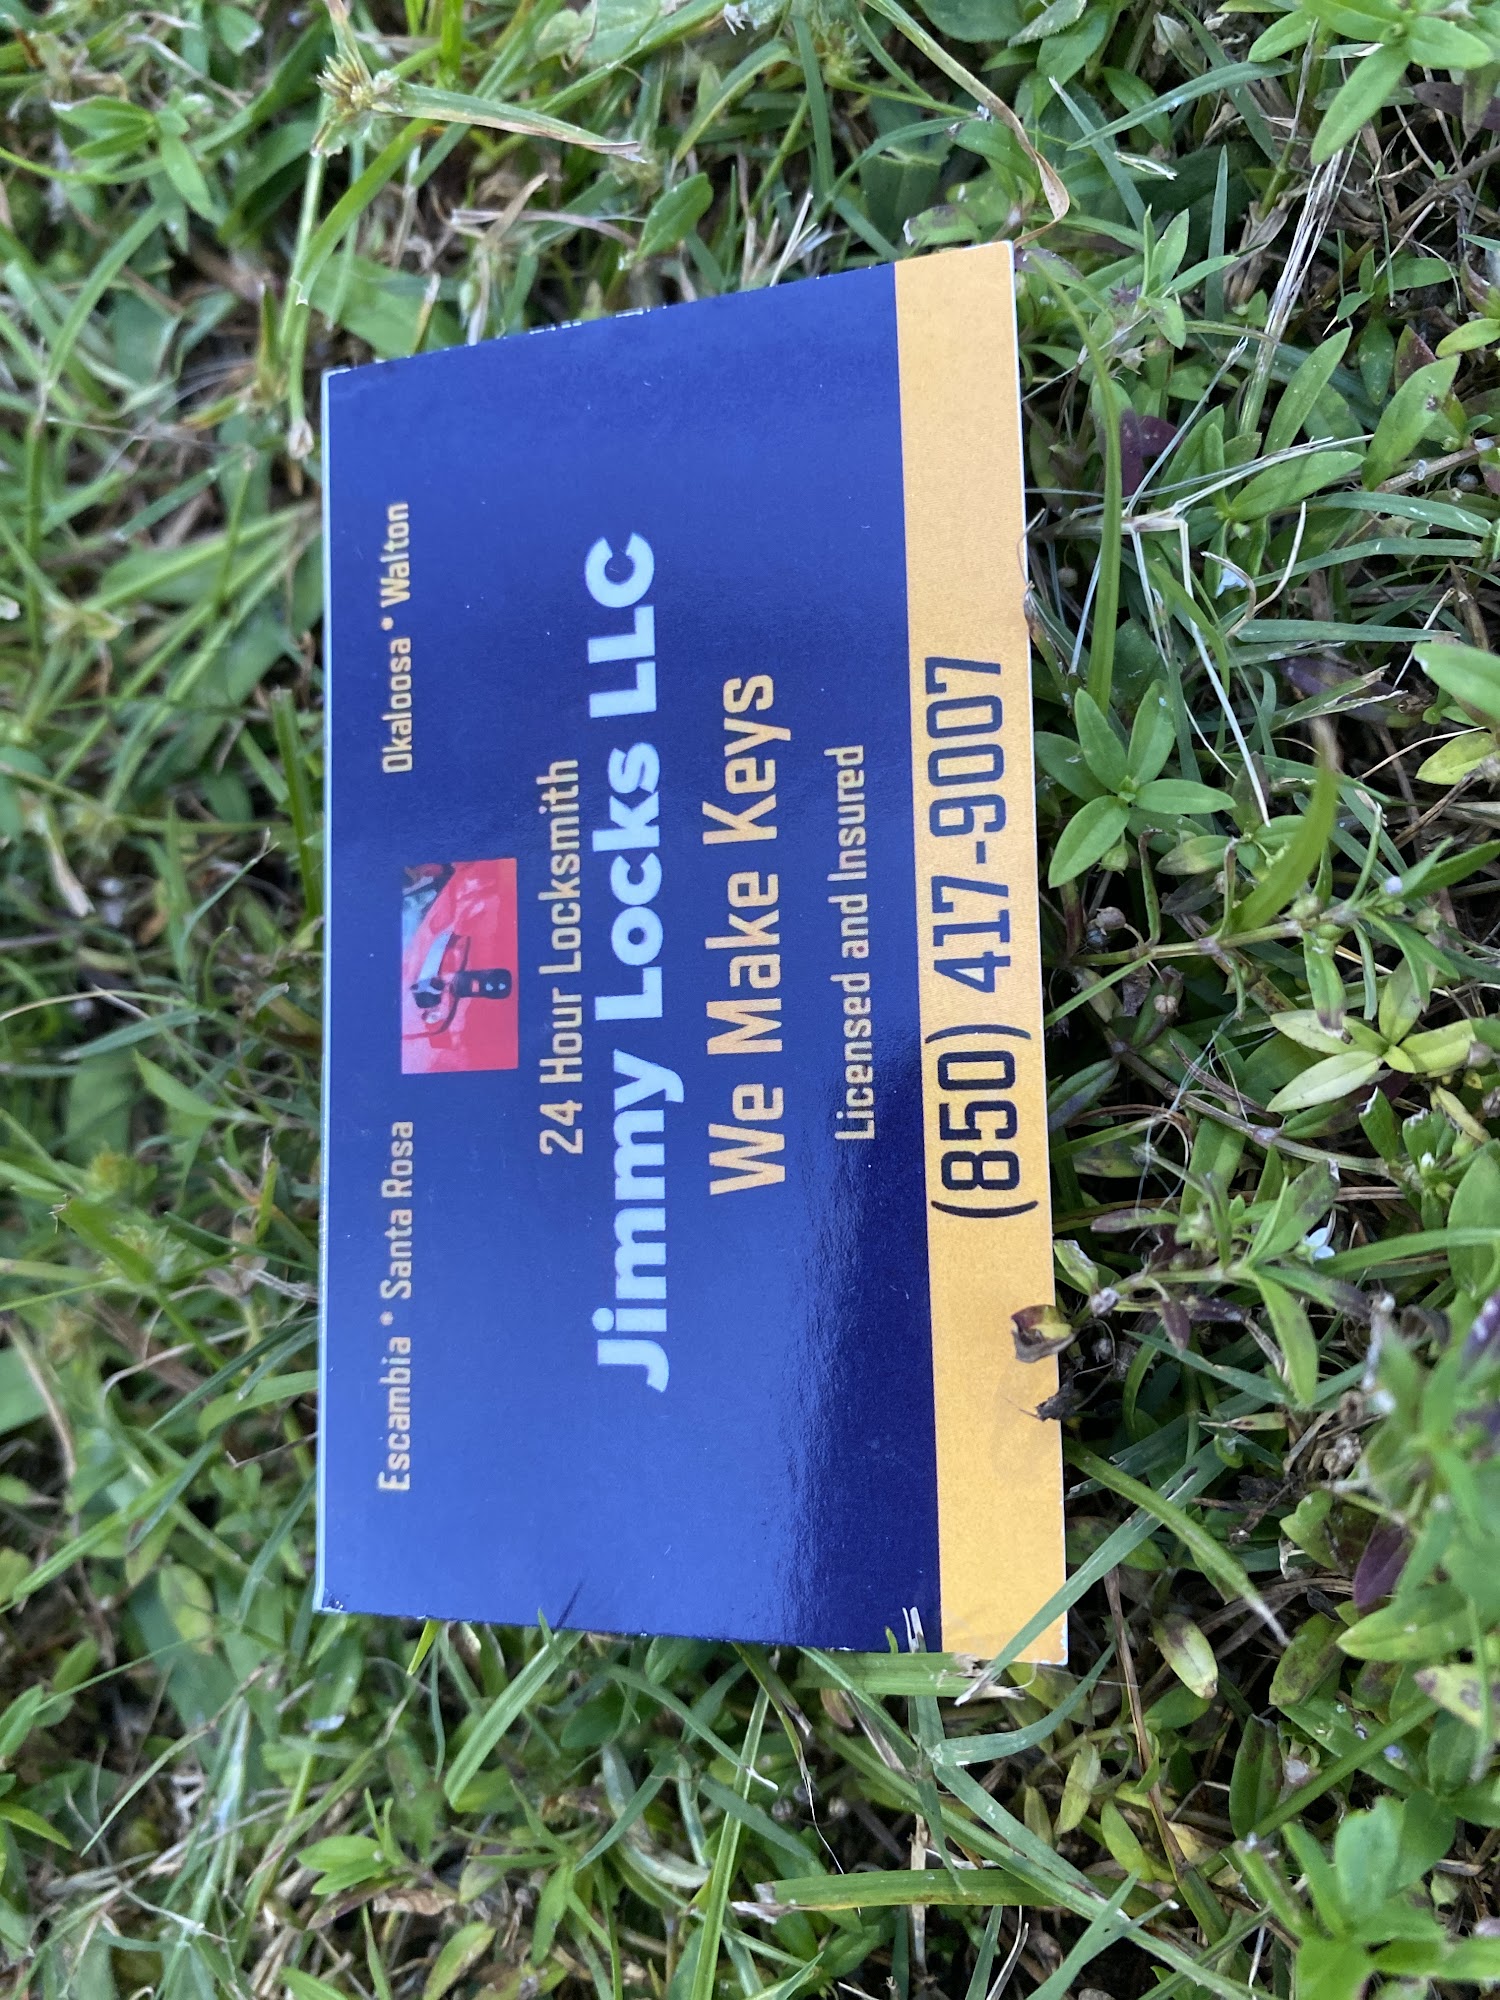 Escambia * Santa Rosa
Okaloosa * Walton
24 Hour Locksmith
Jimmy Locks LLC
We Make Keys
Licensed and Insured
(850) 417-9007